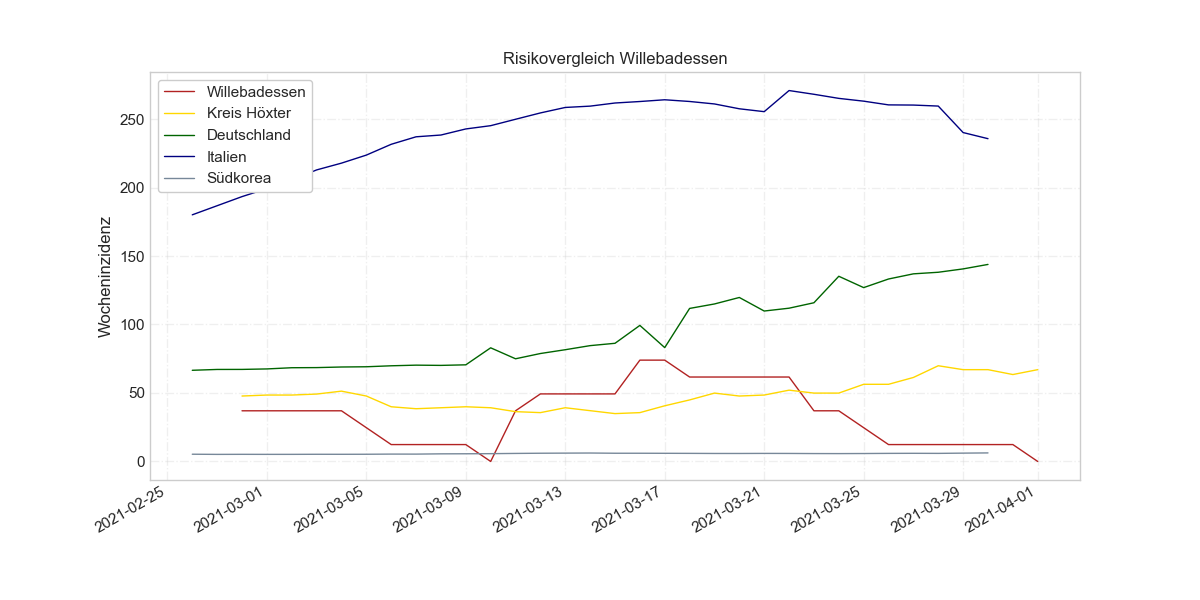 Risikovergleich Willebadessen
Willebadessen
Kreis Höxter
Deutschland
Italien
Südkorea
Wocheninzidenz
250
200
150
100
50
0
2021-02-25
2021-03-01
2021-03-05
2021-03-09
2021-03-13
2021-03-17
2021-03-21
2021-03-25
2021-03-29
2021-04-01